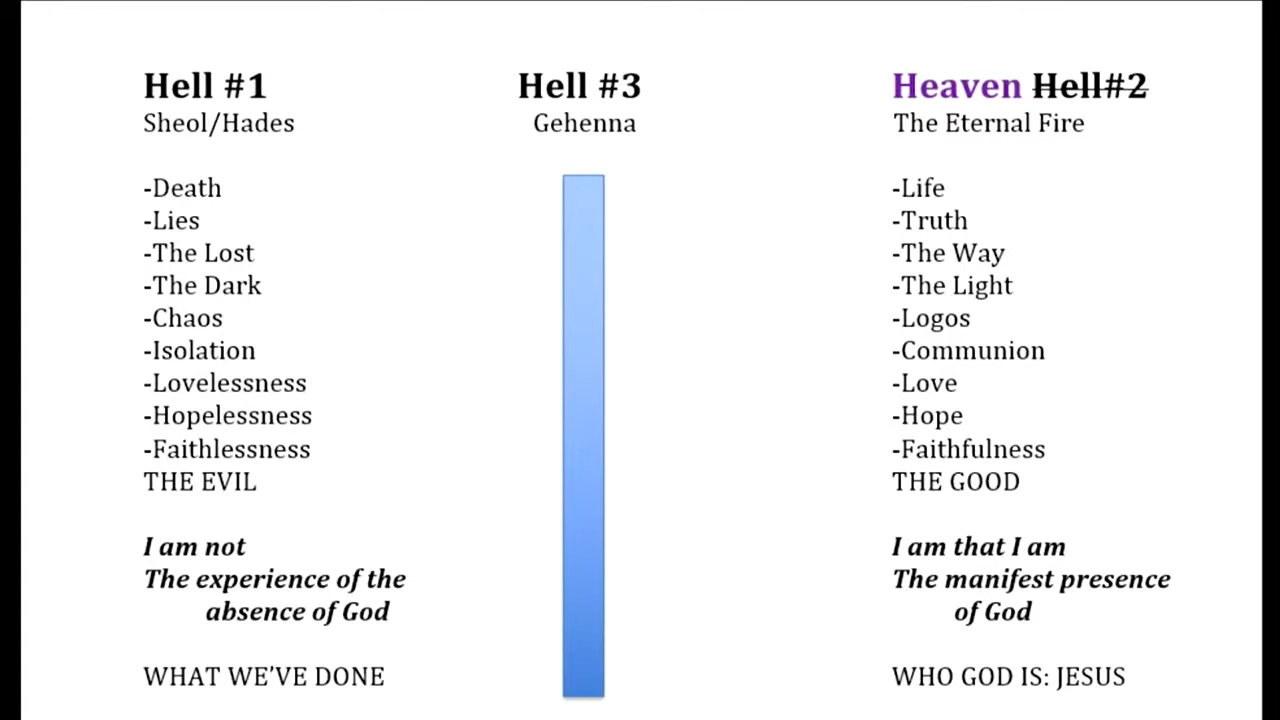 Hell #1
Sheol/Hades
-Death
-Lies
-The Lost
-The Dark
-Chaos
-Isolation
-Lovelessness
-Hopelessness
-Faithlessness
THE EVIL
I am not
The experience of the
absence of God
WHAT WE'VE DONE
Hell #3
Gehenna
Heaven Hell#2
The Eternal Fire
-Life
-Truth
-The Way
-The Light
-Logos
-Communion
-Love
-Hope
-Faithfulness
THE GOOD
I am that I am
The manifest presence
of God
WHO GOD IS: JESUS